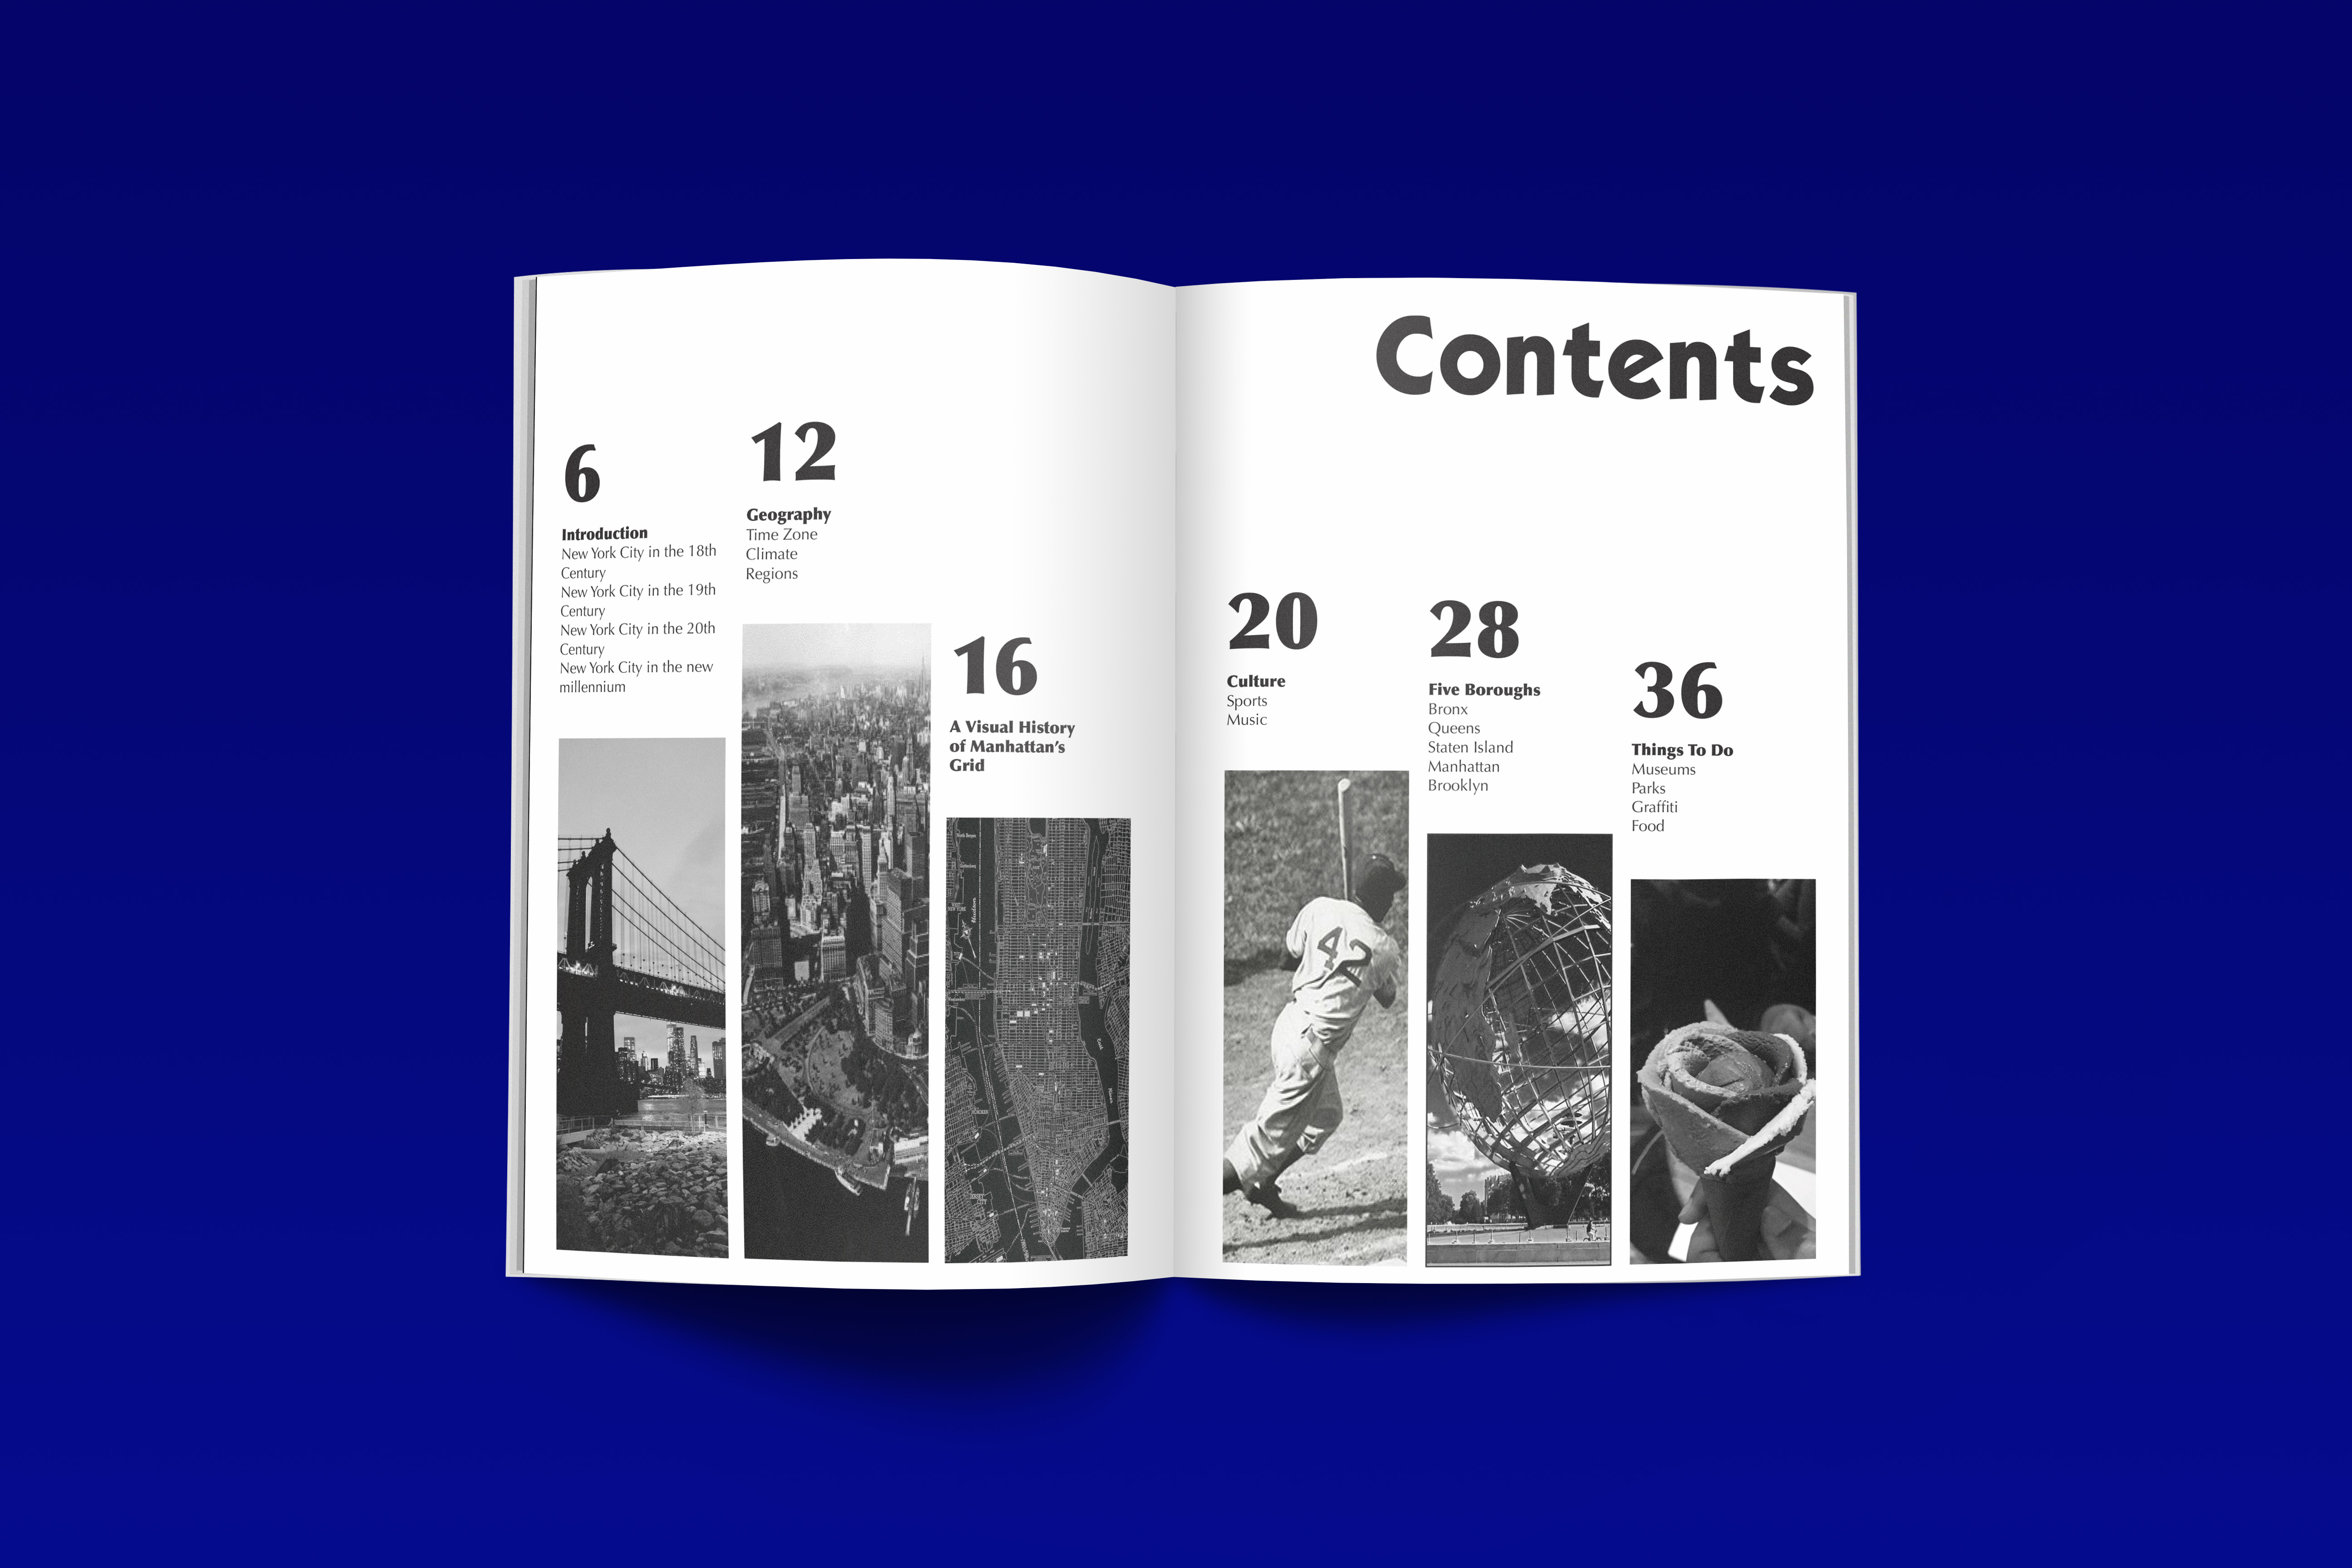 Contents
6
Introduction
New York City in the 18th
Century
New York City in the 19th
Century
New York City in the 20th
Century
New York City in the new
millennium
12
Geography
Time Zone
Climate
Regions
16
A Visual History
of Manhattan’s
Grid
20
Culture
Sports
Music
42
28
Five Boroughs
Bronx
Queens
Staten Island
Manhattan
Brooklyn
36
Things To Do
Museums
Parks
Graffiti
Food